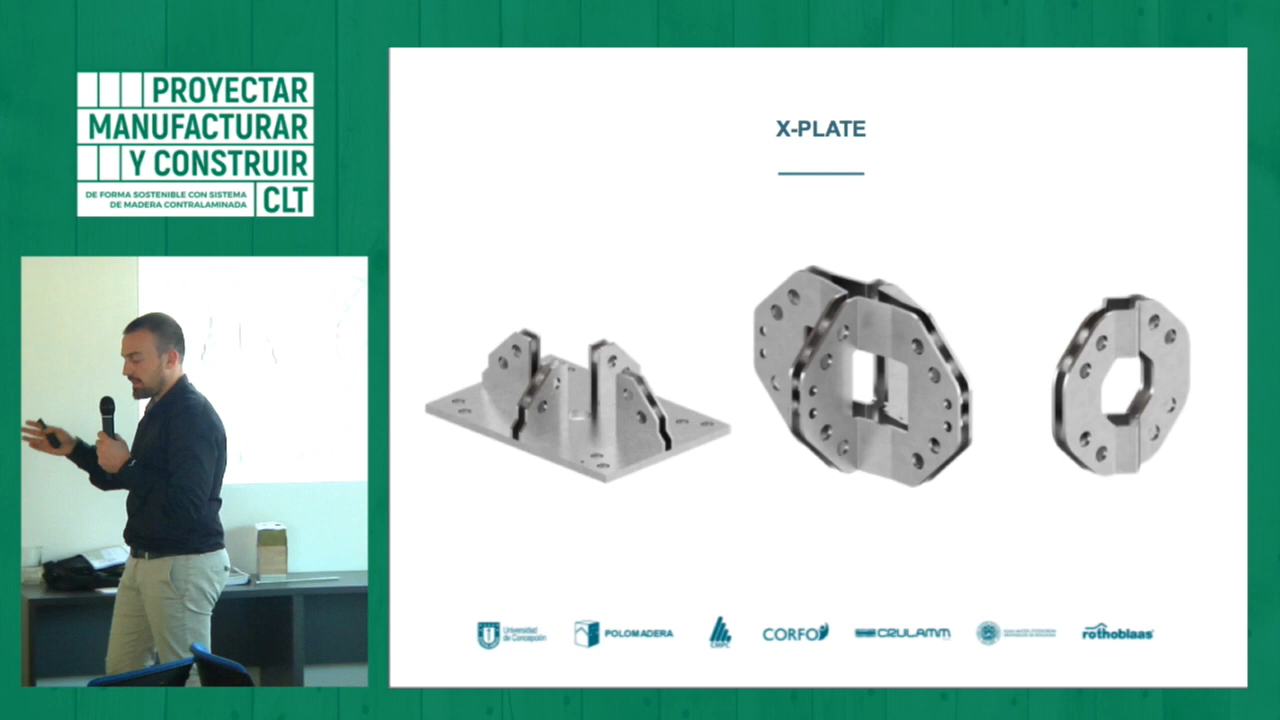 PROYECTAR
MANUFACTURAR
Y CONSTRUIR
DE FORMA SOSTENIBLE CON SISTEMA
DE MADERA CONTRALAMINADA
CLT
X-PLATE
Universidad
de Concepción
POLOMADERA
CMPC
CORFO
CRULAMM
rothoblaas